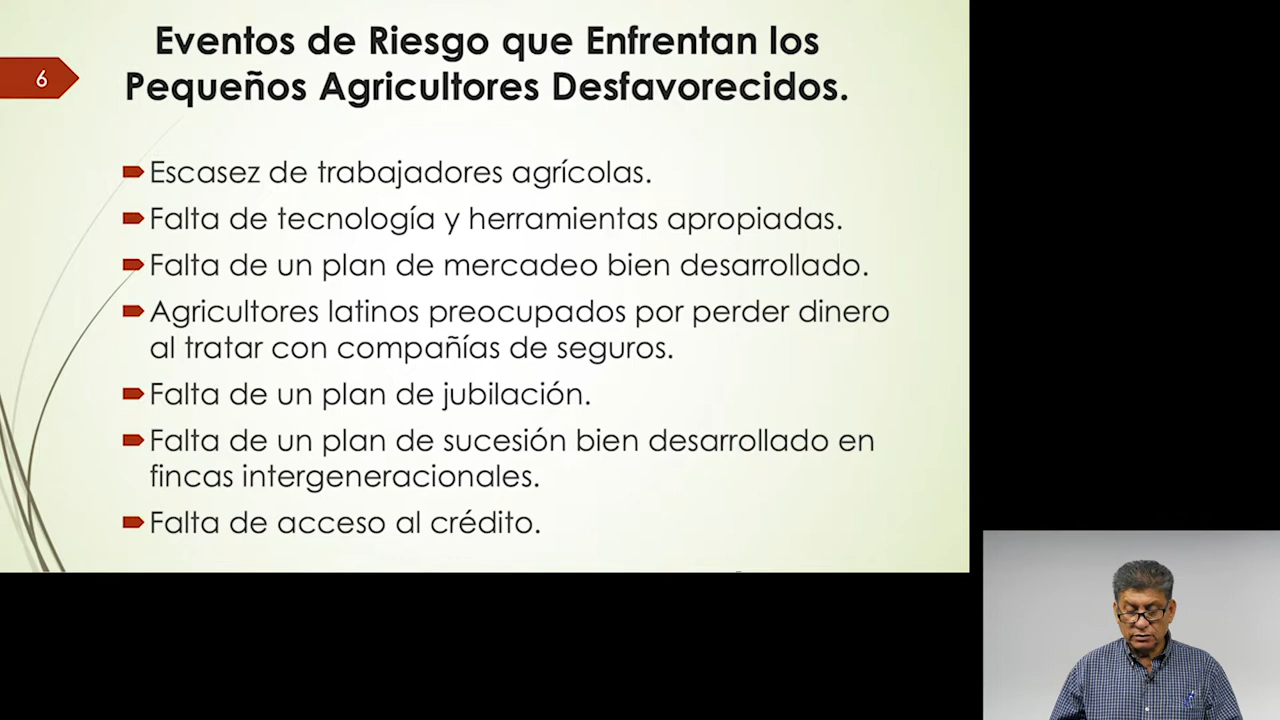 Eventos de Riesgo que Enfrentan los
Pequeños Agricultores Desfavorecidos.
6
Escasez de trabajadores agrícolas.
Falta de tecnología y herramientas apropiadas.
Falta de un plan de mercadeo bien desarrollado.
Agricultores latinos preocupados por perder dinero
al tratar con compañías de seguros.
Falta de un plan de jubilación.
Falta de un plan de sucesión bien desarrollado en
fincas intergeneracionales.
Falta de acceso al crédito.